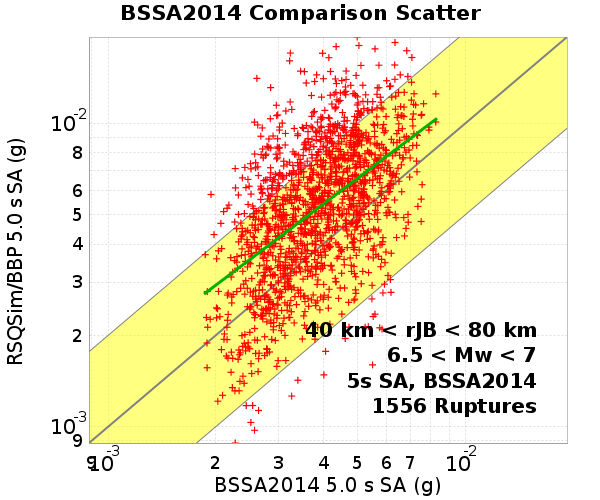 BSSA2014 Comparison Scatter
RSQSim/BBP 5.0 s SA (g)
10-2
8
6
5
4
3
2
10-3
9
40 km < rJB < 80 km
6.5 < Mw < 7
5s SA, BSSA2014
1556 Ruptures
9 10-3 2 3 4 5 6 7 10-2
BSSA2014 5.0 s SA (g)